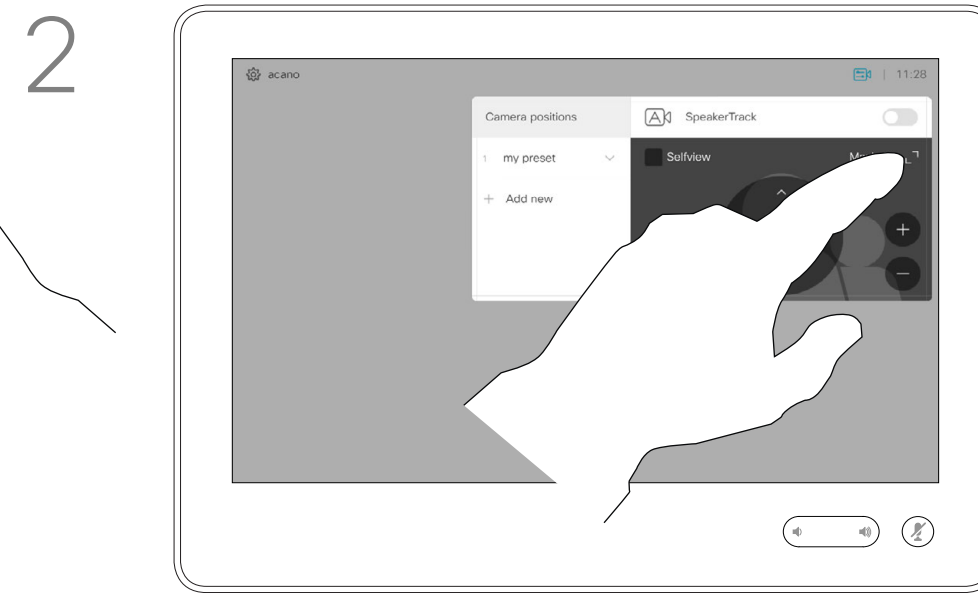 2
acano
11:28
Camera positions
SpeakerTrack
1 my preset
Selfview
+ Add new